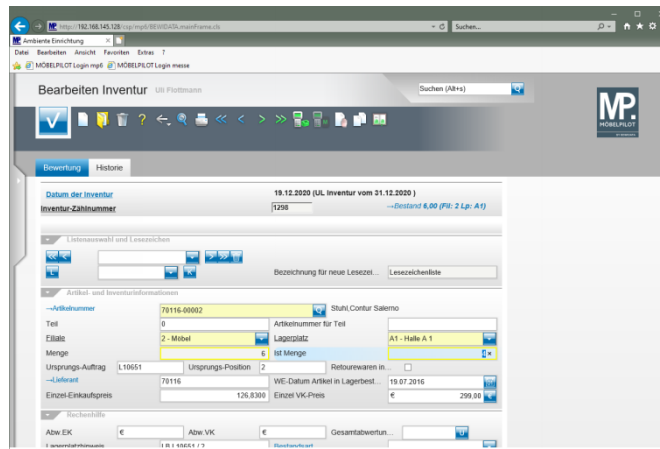 http://192.168.145.128/csp/mp6/BEWIDATA.mainFrame.cls Suchen...
Ambiente Einrichtung
Datei Bearbeiten Ansicht Favoriten Extras ?
MÖBELPILOT Login mp6 MÖBELPILOT Login messe
Bearbeiten Inventur Uli Flottmann Suchen (Alt+s)
MP.
MÖBELPILOT
Bewertung Historie
Datum der Inventur 19.12.2020 (UL Inventur vom 31.12.2020 )
Inventur-Zählnummer 1298 →Bestand 6,00 (Fil: 2 Lp: A1)
Listenauswahl und Lesezeichen
L Bezeichnung für neue Lesezei... Lesezeichenliste
Artikel- und Inventurinformationen
→Artikelnummer 70116-00002 Stuhl,Contur Salerno
Teil 0 Artikelnummer für Teil
Filiale 2 - Möbel Lagerplatz A1 - Halle A 1
Menge 6 Ist Menge
Ursprungs-Auftrag L10651 Ursprungs-Position 2 Retourewaren in...
→Lieferant 70116 WE-Datum Artikel in Lagerbest... 19.07.2016
Einzel-Einkaufspreis 126,8300 Einzel VK-Preis € 299,00
Rechenhilfe
Abw.EK € Abw.VK € Gesamtabwertun...
Lagerplatzhinweis LB L10651 / 2 Bestandsart